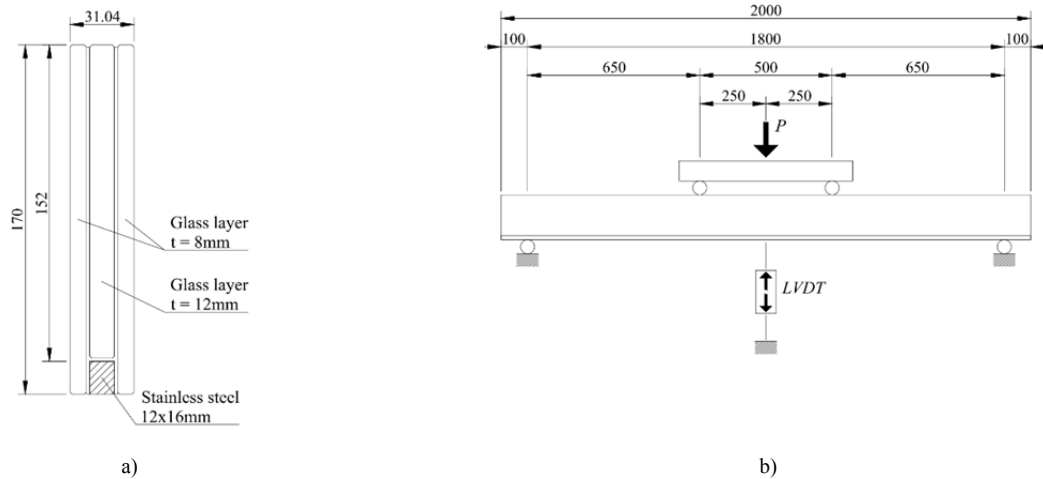 31.04
170
152
Glass layer
t = 8mm
Glass layer
t = 12mm
Stainless steel
12x16mm
a)
2000
100
1800
100
650
500
650
250
250
P
LVDT
b)